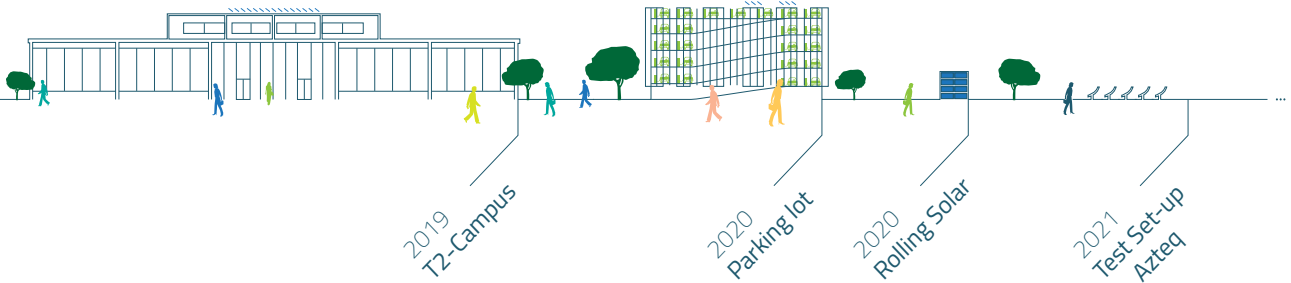 2019
T2-Campus
2020
Parking lot
2020
Rolling Solar
2021
Test Set-up
Azteq
...